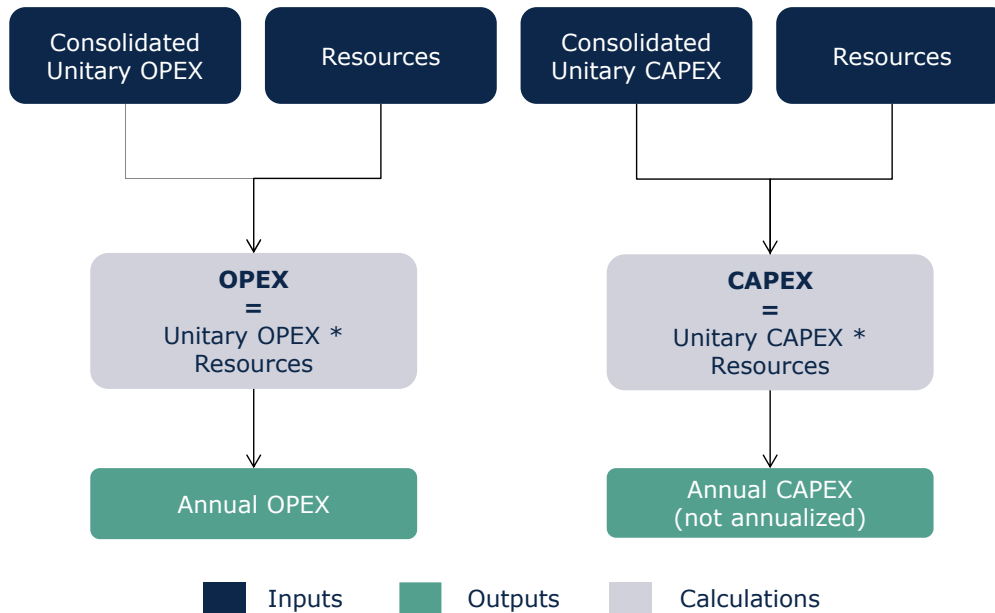 Consolidated
Unitary OPEX
Resources
Consolidated
Unitary CAPEX
Resources
OPEX
=
Unitary OPEX *
Resources
CAPEX
=
Unitary CAPEX *
Resources
Annual OPEX
Annual CAPEX
(not annualized)
Inputs
Outputs
Calculations